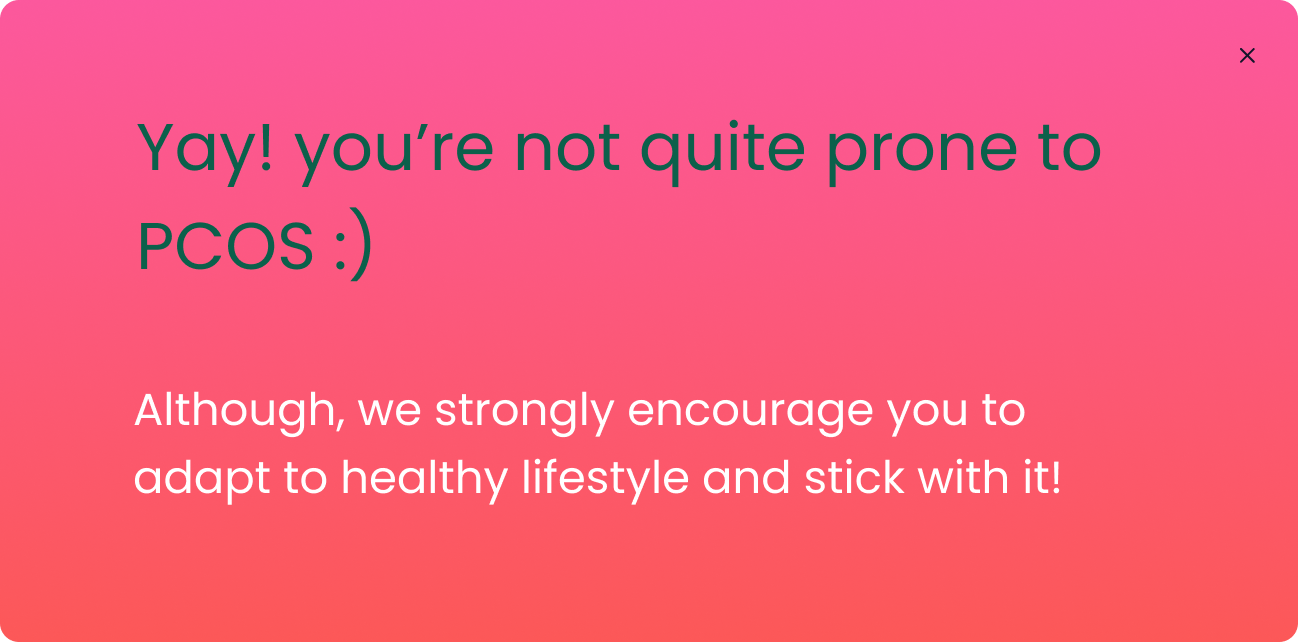 Yay! you’re not quite prone to
PCOS :)
Although, we strongly encourage you to
adapt to healthy lifestyle and stick with it!